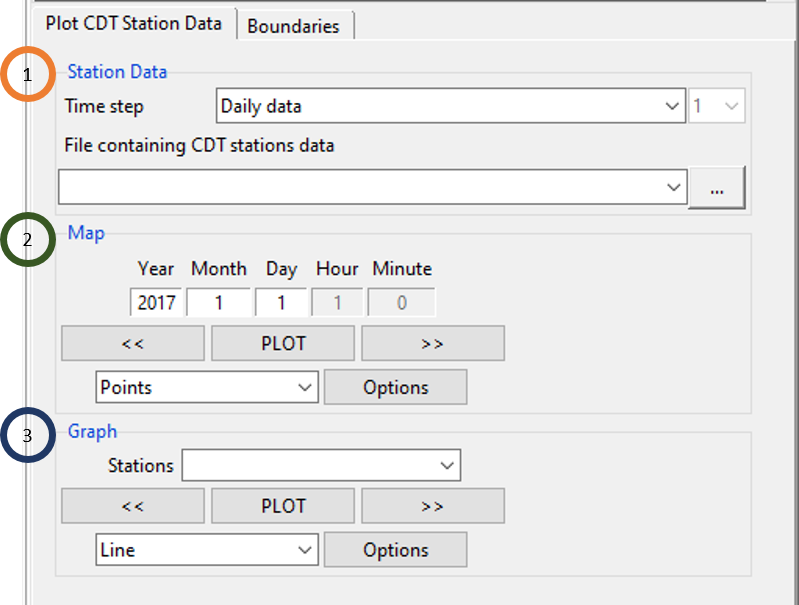 Plot CDT Station Data Boundaries
1 Station Data
Time step Daily data 1
File containing CDT stations data
...
2 Map
Year Month Day Hour Minute
2017 1 1 1 0
<< PLOT >>
Points Options
3 Graph
Stations
<< PLOT >>
Line Options